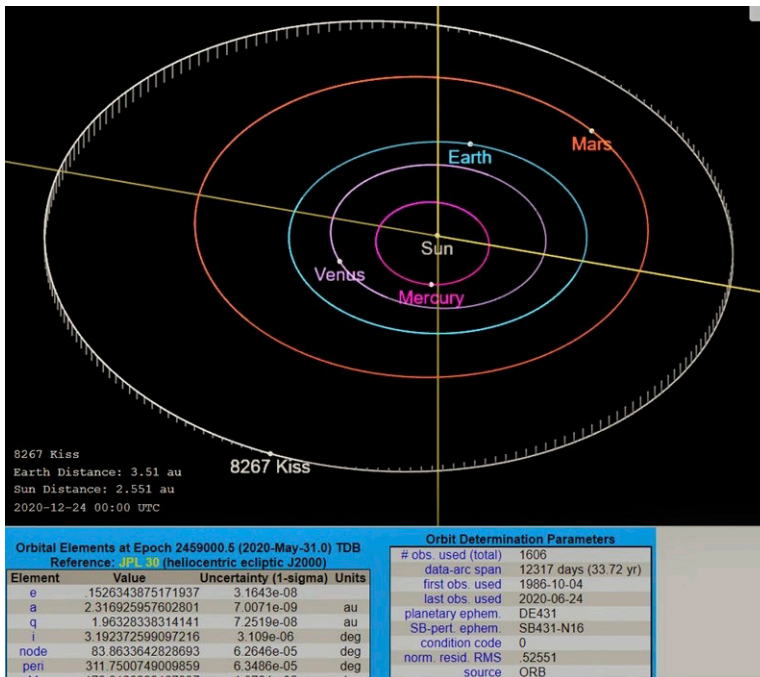 Mars
Earth
Sun
Venus
Mercury
8267 Kiss
8267 Kiss
Earth Distance: 3.51 au
Sun Distance: 2.551 au
2020-12-24 00:00 UTC
Orbital Elements at Epoch 2459000.5 (2020-May-31.0) TDB
Reference: JPL 30 (heliocentric ecliptic J2000)
Element Value Uncertainty (1-sigma) Units
e .1526343875171937 3.1643e-08
a 2.316925957602801 7.0071e-09 au
q 1.96328338314141 7.2519e-08 au
i 3.192372599097216 3.109e-06 deg
node 83.8633642828693 6.2645e-05 deg
peri 311.7500749009859 6.3486e-05 deg
Orbit Determination Parameters
# obs. used (total) 1606
data-arc span 12317 days (33.72 yr)
first obs. used 1986-10-04
last obs. used 2020-06-24
planetary ephem. DE431
SB-pert. ephem. SB431-N16
condition code 0
norm. resid. RMS .52551
source ORB